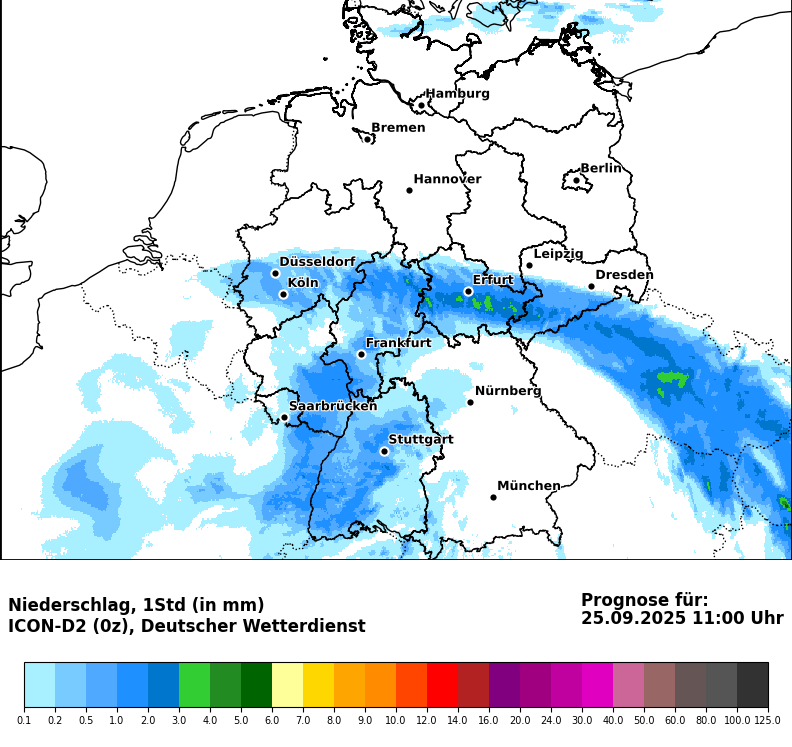 Hamburg
Bremen
Berlin
Hannover
Leipzig
Düsseldorf
Dresden
Erfurt
Köln
Frankfurt
Nürnberg
Saarbrücken
Stuttgart
München
Niederschlag, 1Std (in mm)
ICON-D2 (0z), Deutscher Wetterdienst
Prognose für:
25.09.2025 11:00 Uhr
0.1 0.2 0.5 1.0 2.0 3.0 4.0 5.0 6.0 7.0 8.0 9.0 10.0 12.0 14.0 16.0 20.0 24.0 30.0 40.0 50.0 60.0 80.0 100.0 125.0